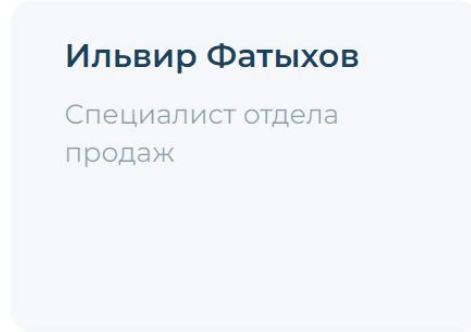 Ильвир Фатыхов
Специалист отдела
продаж